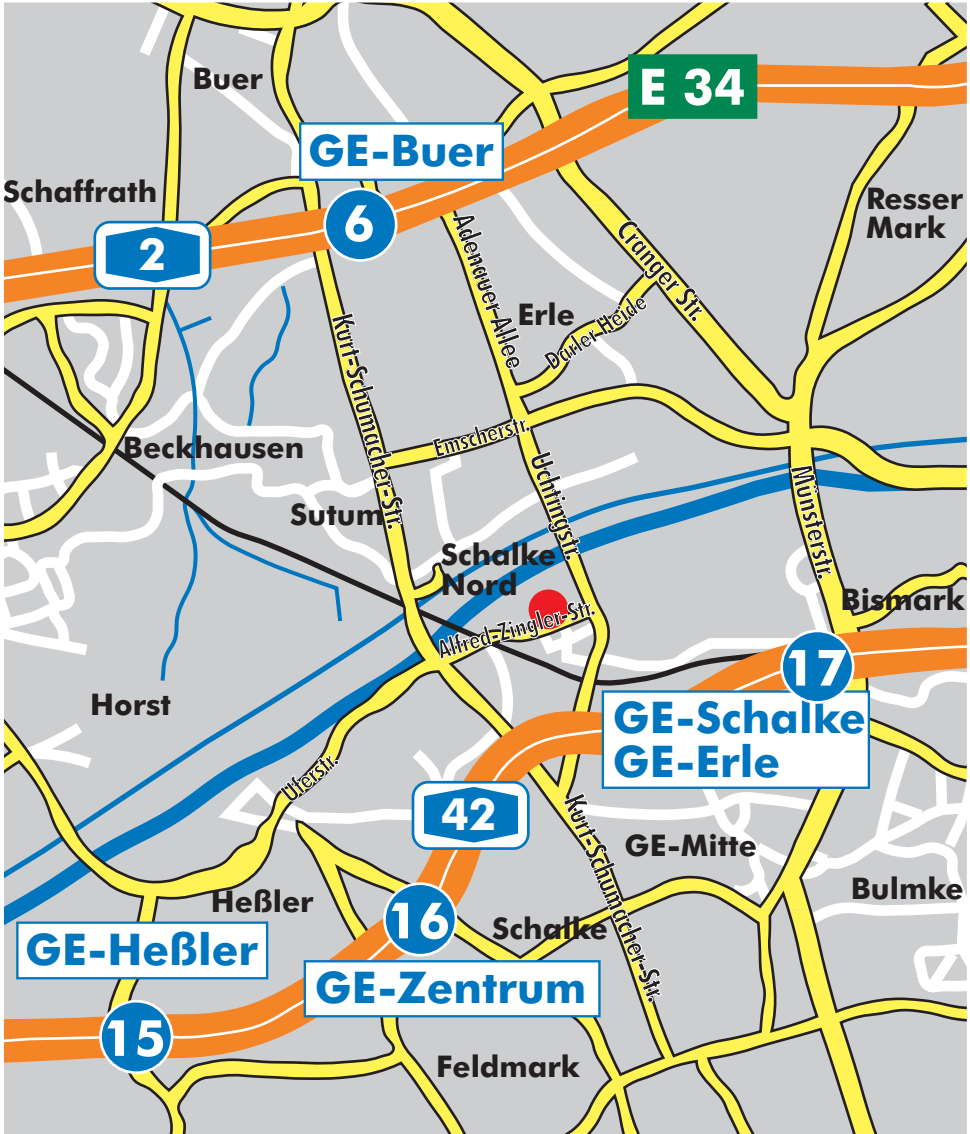 Buer
E 34
GE-Buer
Schaffrath
6
Resser
Mark
2
Adenauer Allee
Cranger Str.
Erle
Darler Heide
Kurt-Schumacher-Str.
Emscherstr.
Beckhausen
Uchtingstr.
Münsterstr.
Sutum
Schalke
Nord
Bismark
Alfred-Zingler-Str.
17
Horst
GE-Schalke
GE-Erle
Uferstr.
42
Kurt-Schumacher-Str.
GE-Mitte
Bulmke
Heßler
16
Schalke
GE-Heßler
GE-Zentrum
15
Feldmark